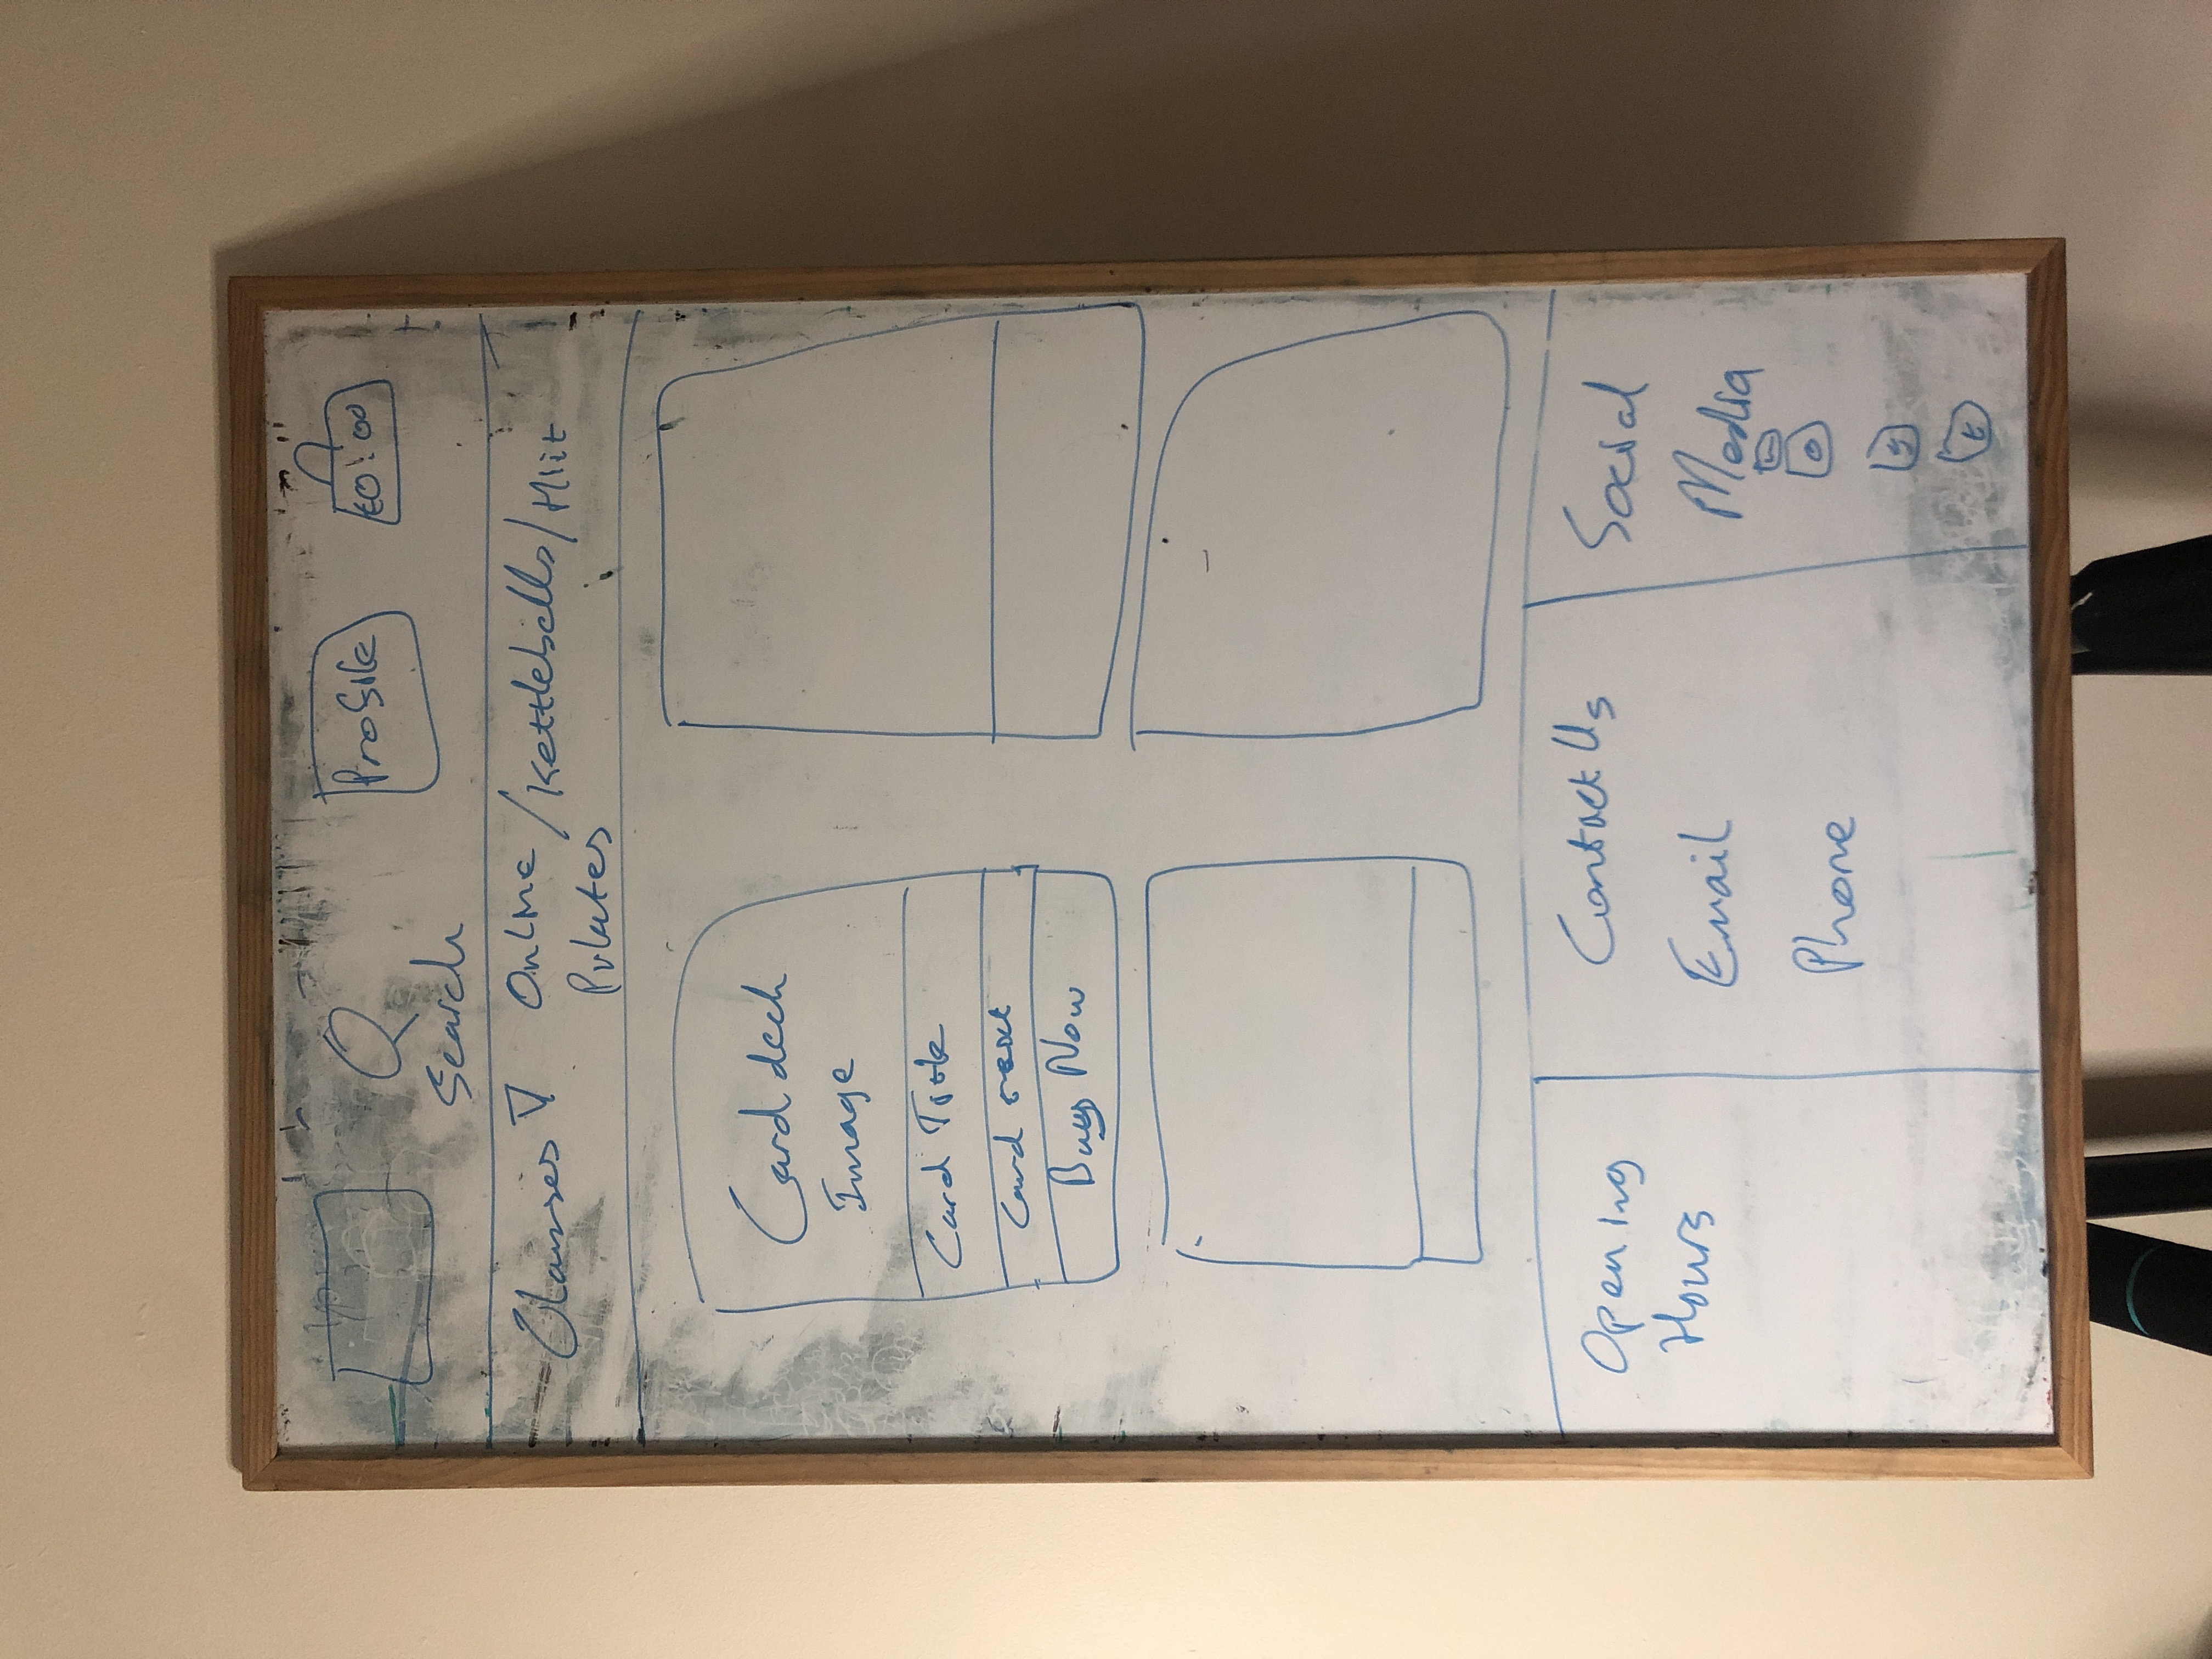 Profile
€0:00
Search
Classes
Online / Kettlebells / Hiit
Pilates
Card deck
Image
Card Title
Card text
Buy Now
Opening
Hours
Contact Us
Email
Phone
Social
Media
t